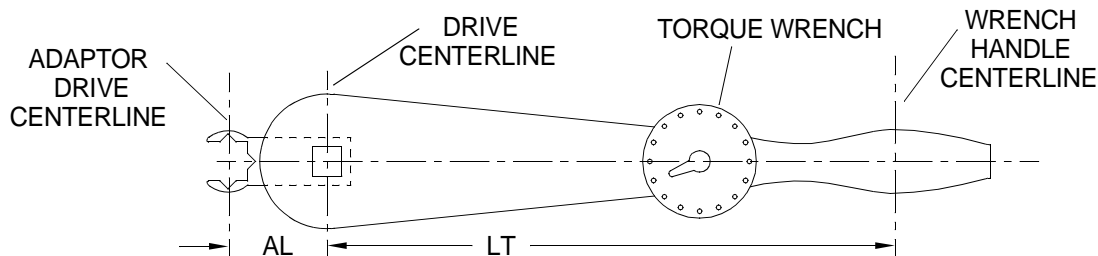 ADAPTOR
DRIVE
CENTERLINE
DRIVE
CENTERLINE
TORQUE WRENCH
WRENCH
HANDLE
CENTERLINE
AL
LT